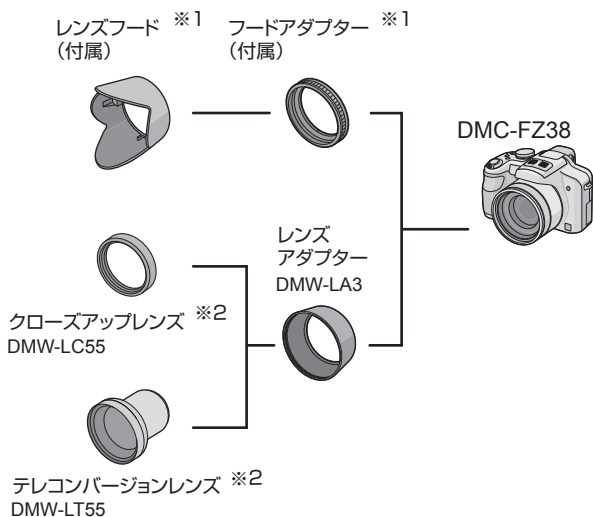 レンズフード ※1
(付属)
フードアダプター ※1
(付属)
DMC-FZ38
レンズ
アダプター
DMW-LA3
クローズアップレンズ ※2
DMW-LC55
テレコンバージョンレンズ ※2
DMW-LT55